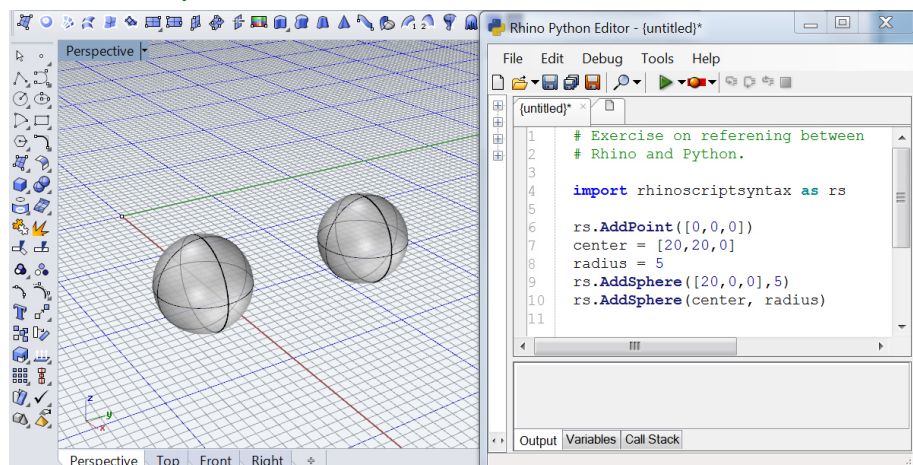 Perspective
z
y
x
Perspective Top Front Right
Rhino Python Editor - {untitled}*
File Edit Debug Tools Help
{untitled}*
1 # Exercise on referening between
2 # Rhino and Python.
3
4 import rhinoscriptsyntax as rs
5
6 rs.AddPoint([0,0,0])
7 center = [20,20,0]
8 radius = 5
9 rs.AddSphere([20,0,0],5)
10 rs.AddSphere(center, radius)
11
Output Variables Call Stack